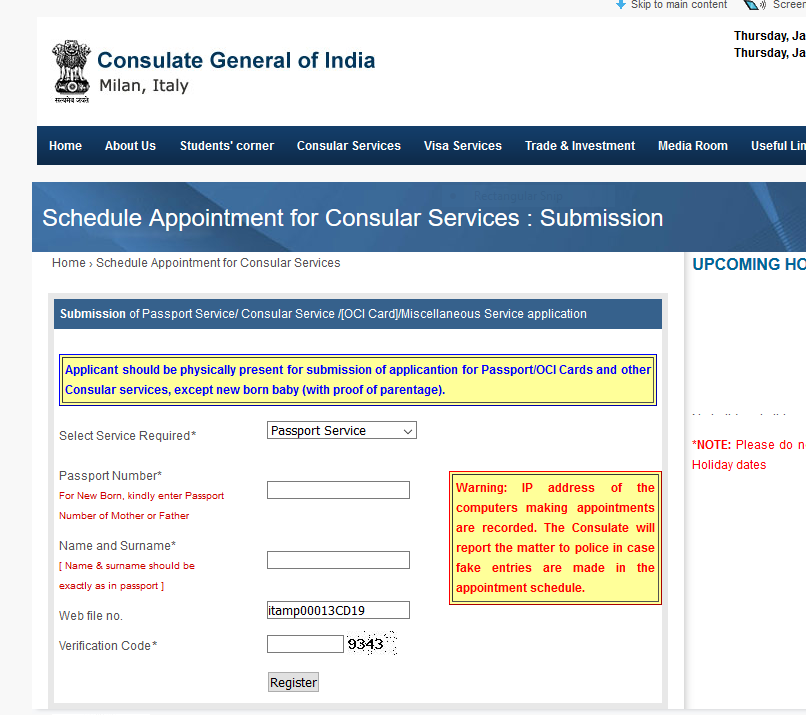 Skip to main content
Screen
Thursday, Ja
Thursday, Ja
Consulate General of India
Milan, Italy
सत्यमेव जयते
Home About Us Students' corner Consular Services Visa Services Trade & Investment Media Room Useful Lin
Schedule Appointment for Consular Services : Submission
Home › Schedule Appointment for Consular Services
UPCOMING HO
Submission of Passport Service/ Consular Service /[OCI Card]/Miscellaneous Service application
Applicant should be physically present for submission of applicantion for Passport/OCI Cards and other
Consular services, except new born baby (with proof of parentage).
Select Service Required*
Passport Service
*NOTE: Please do n
Holiday dates
Passport Number*
For New Born, kindly enter Passport
Number of Mother or Father
Warning: IP address of the
computers making appointments
are recorded. The Consulate will
report the matter to police in case
fake entries are made in the
appointment schedule.
Name and Surname*
[ Name & surname should be
exactly as in passport ]
Web file no.
itamp00013CD19
Verification Code*
9343
Register